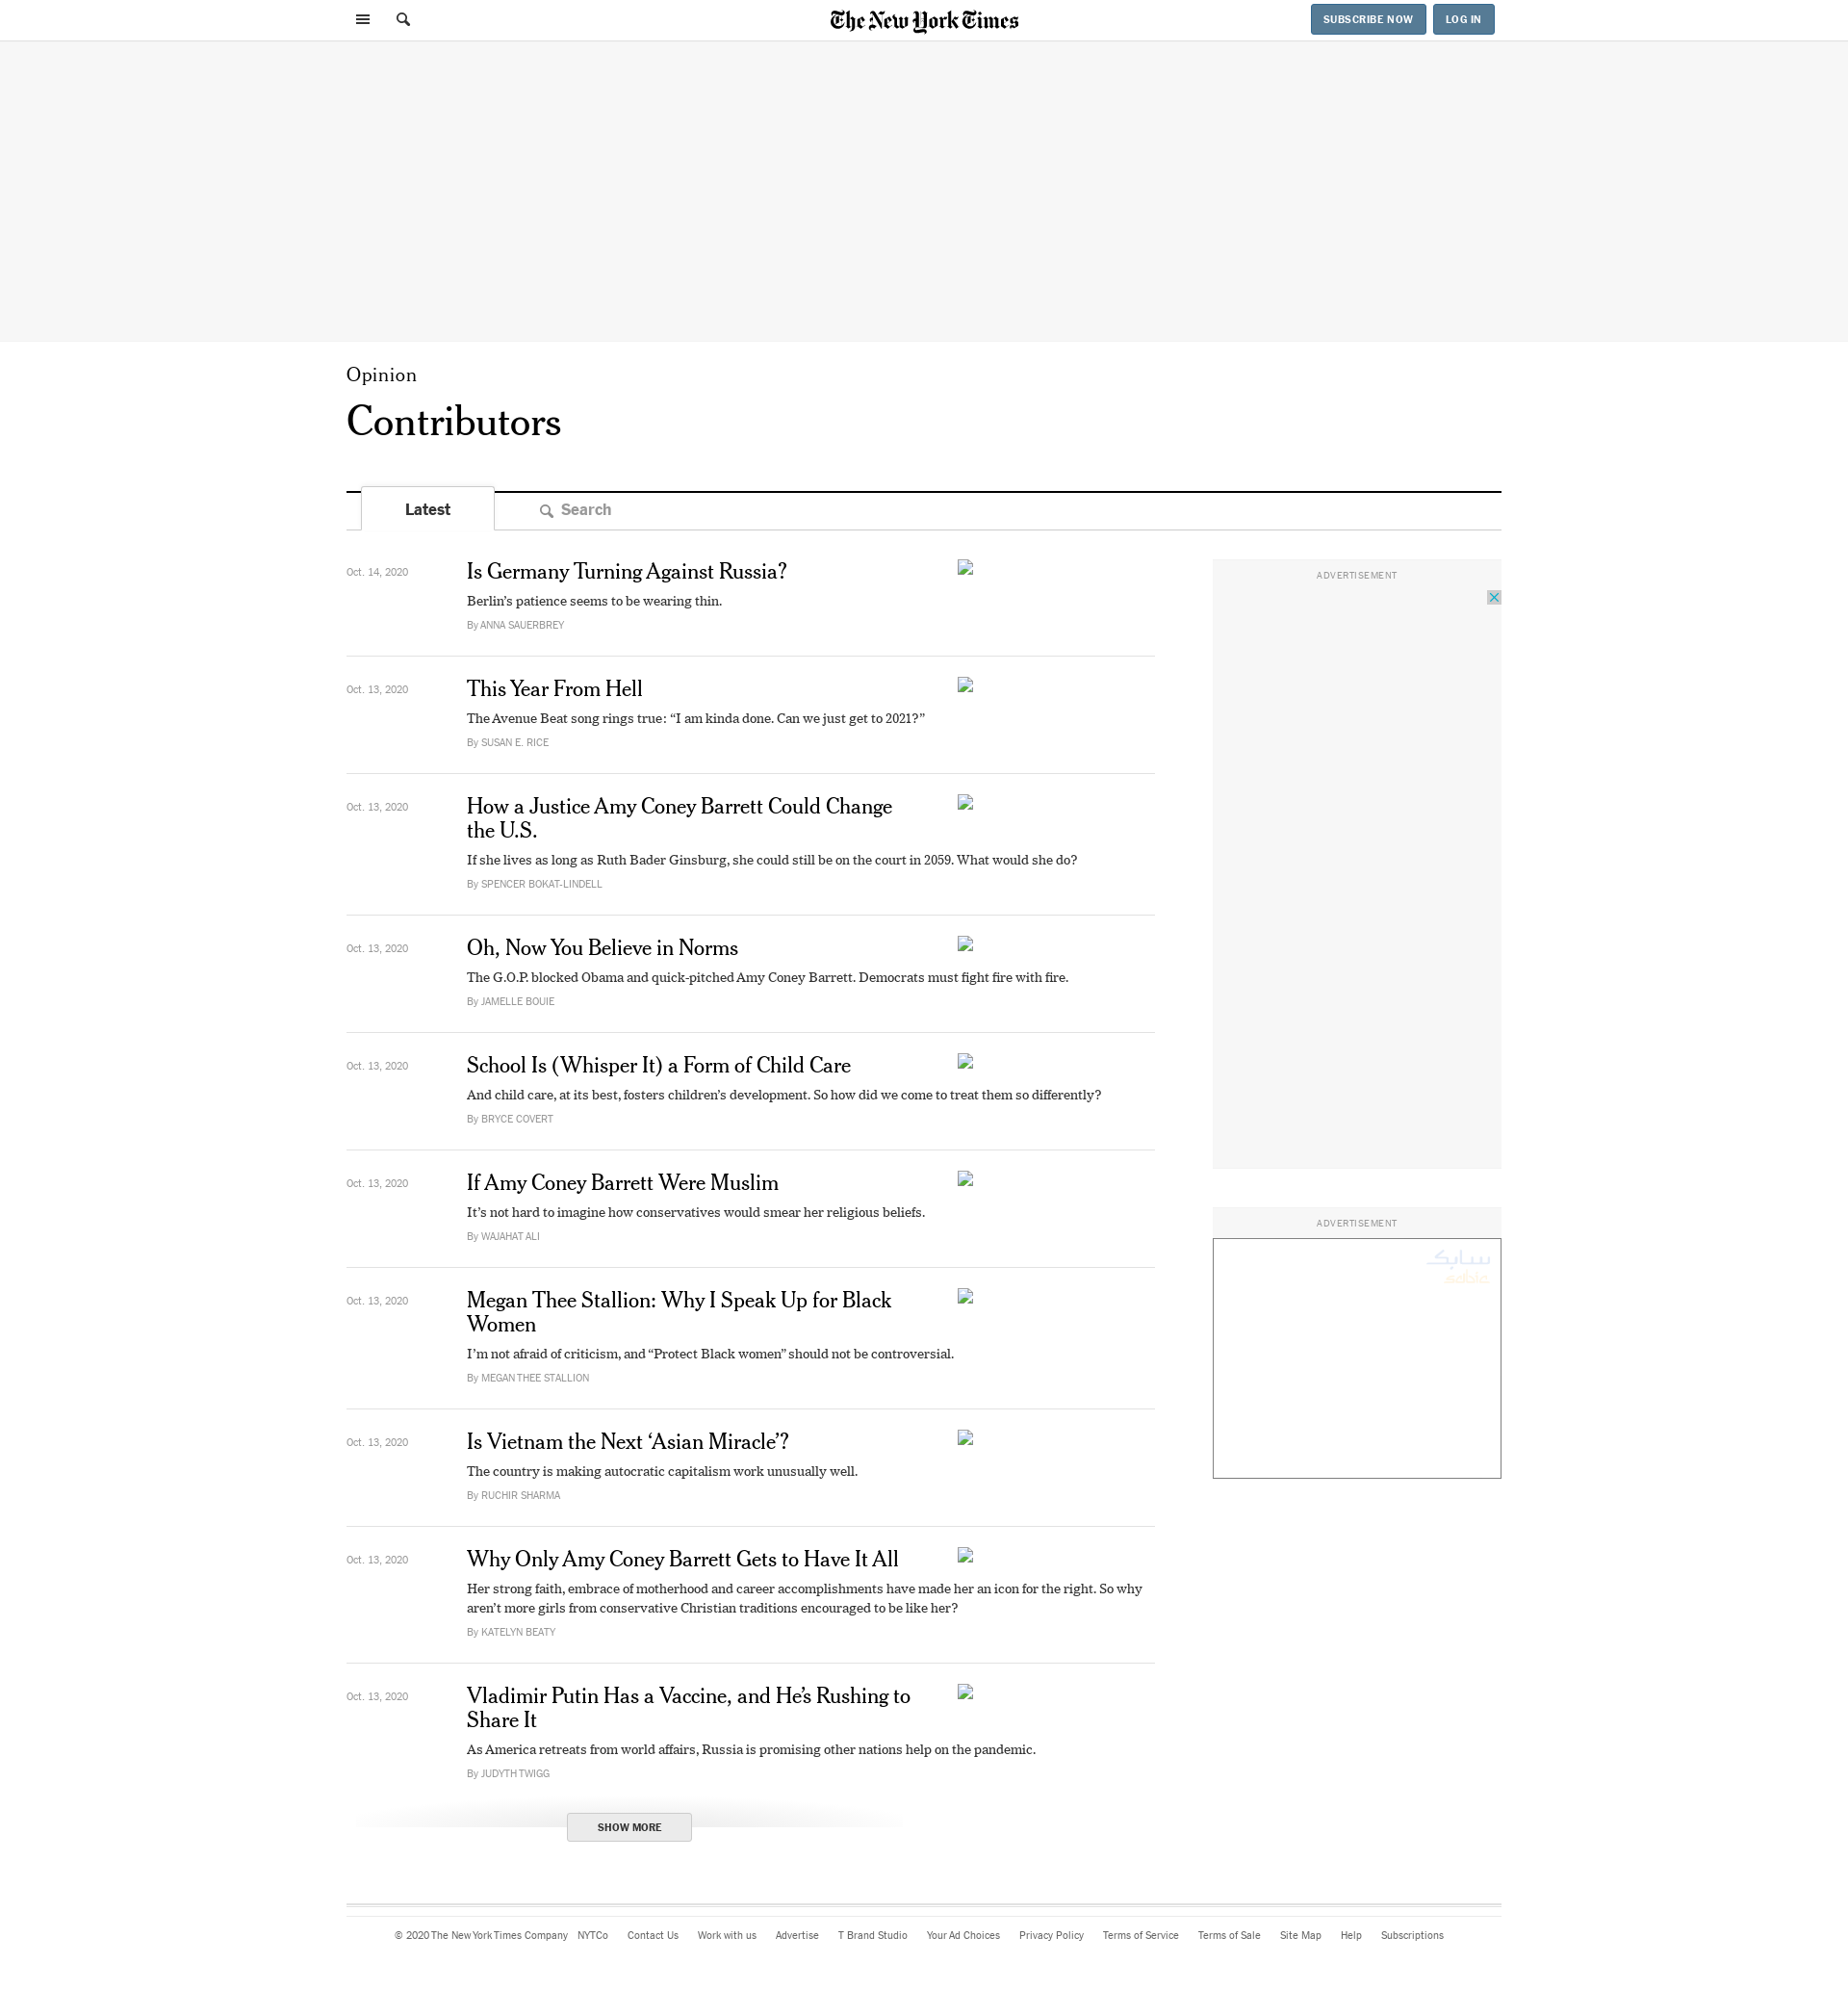 The New York Times
SUBSCRIBE NOW
LOG IN
Opinion
Contributors
Latest
Search
Oct. 14, 2020
Is Germany Turning Against Russia?
Berlin’s patience seems to be wearing thin.
By ANNA SAUERBREY
Oct. 13, 2020
This Year From Hell
The Avenue Beat song rings true: “I am kinda done. Can we just get to 2021?”
By SUSAN E. RICE
Oct. 13, 2020
How a Justice Amy Coney Barrett Could Change
the U.S.
If she lives as long as Ruth Bader Ginsburg, she could still be on the court in 2059. What would she do?
By SPENCER BOKAT-LINDELL
Oct. 13, 2020
Oh, Now You Believe in Norms
The G.O.P. blocked Obama and quick-pitched Amy Coney Barrett. Democrats must fight fire with fire.
By JAMELLE BOUIE
Oct. 13, 2020
School Is (Whisper It) a Form of Child Care
And child care, at its best, fosters children’s development. So how did we come to treat them so differently?
By BRYCE COVERT
Oct. 13, 2020
If Amy Coney Barrett Were Muslim
It’s not hard to imagine how conservatives would smear her religious beliefs.
By WAJAHAT ALI
Oct. 13, 2020
Megan Thee Stallion: Why I Speak Up for Black
Women
I’m not afraid of criticism, and “Protect Black women” should not be controversial.
By MEGAN THEE STALLION
Oct. 13, 2020
Is Vietnam the Next ‘Asian Miracle’?
The country is making autocratic capitalism work unusually well.
By RUCHIR SHARMA
Oct. 13, 2020
Why Only Amy Coney Barrett Gets to Have It All
Her strong faith, embrace of motherhood and career accomplishments have made her an icon for the right. So why
aren’t more girls from conservative Christian traditions encouraged to be like her?
By KATELYN BEATY
Oct. 13, 2020
Vladimir Putin Has a Vaccine, and He’s Rushing to
Share It
As America retreats from world affairs, Russia is promising other nations help on the pandemic.
By JUDYTH TWIGG
SHOW MORE
ADVERTISEMENT
ADVERTISEMENT
سابك
sabic
© 2020 The New York Times Company NYTCo Contact Us Work with us Advertise T Brand Studio Your Ad Choices Privacy Policy Terms of Service Terms of Sale Site Map Help Subscriptions